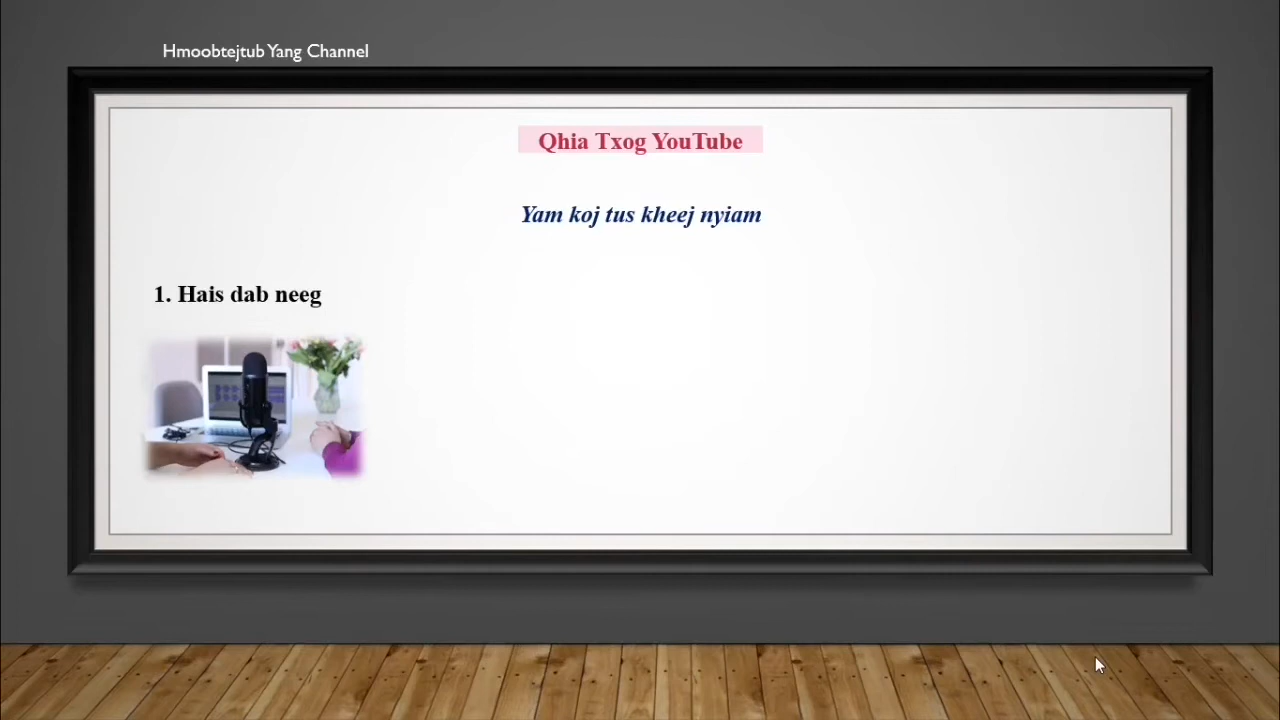 Hmoobtejtub Yang Channel
Qhia Txog YouTube
Yam koj tus kheej nyiam
1. Hais dab neeg